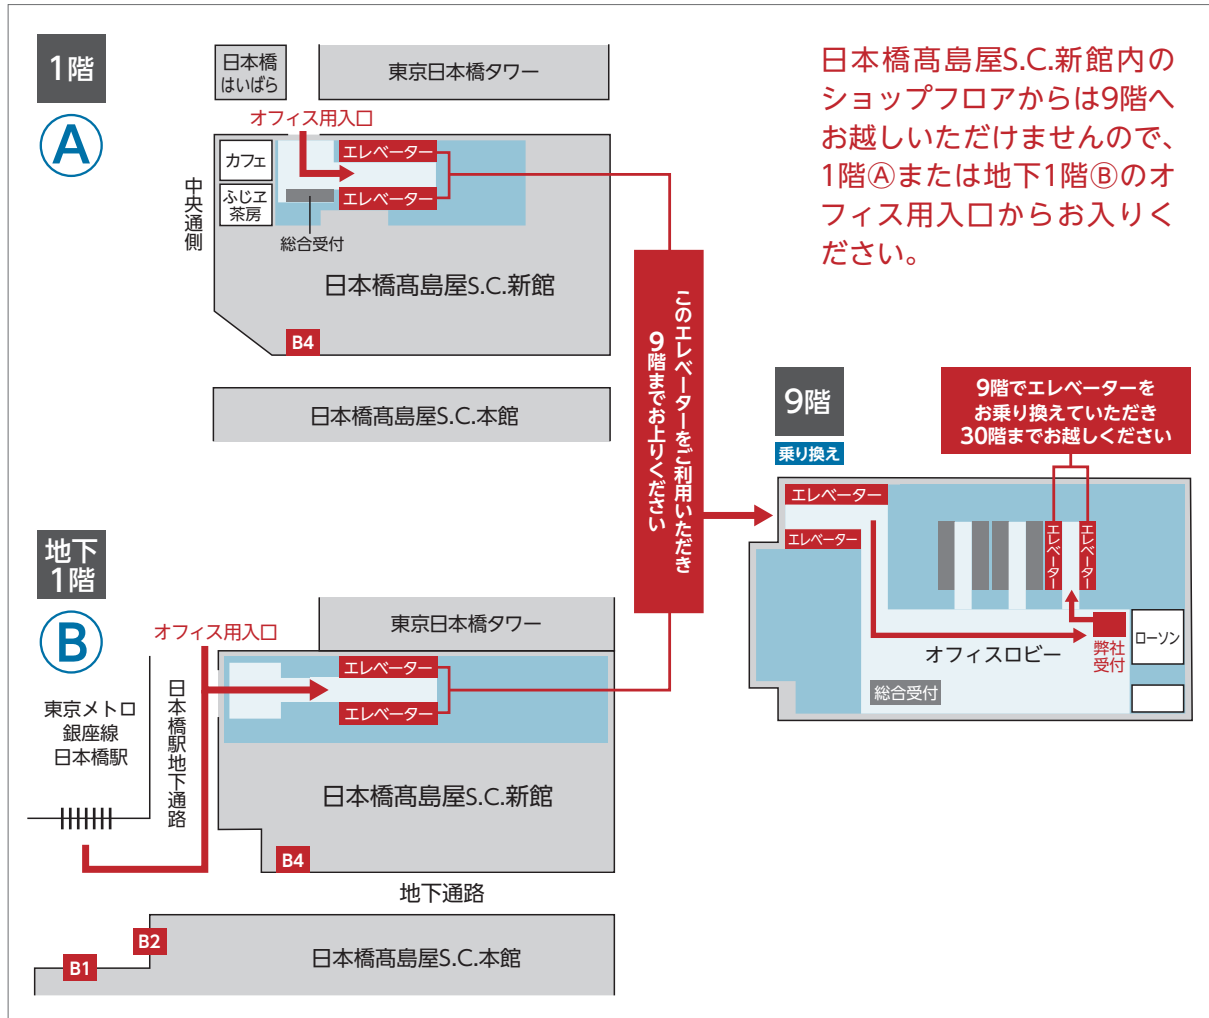 1階
A
日本橋
はいばら
東京日本橋タワー
オフィス用入口
カフェ
ふじヱ
茶房
エレベーター
エレベーター
総合受付
中央通側
日本橋髙島屋S.C.新館
B4
日本橋髙島屋S.C.本館
日本橋髙島屋S.C.新館内の
ショップフロアからは9階へ
お越しいただけませんので、
1階Ⓐまたは地下1階Ⓑのオ
フィス用入口からお入りく
ださい。
このエレベーターをご利用いただき
9階までお上りください
地下
1階
B
オフィス用入口
東京日本橋タワー
エレベーター
エレベーター
東京メトロ
銀座線
日本橋駅
日本橋駅地下通路
日本橋髙島屋S.C.新館
B4
地下通路
B2
B1
日本橋髙島屋S.C.本館
9階
乗り換え
9階でエレベーターを
お乗り換えていただき
30階までお越しください
エレベーター
エレベーター
エレベーター
エレベーター
オフィスロビー
弊社
受付
ローソン
総合受付